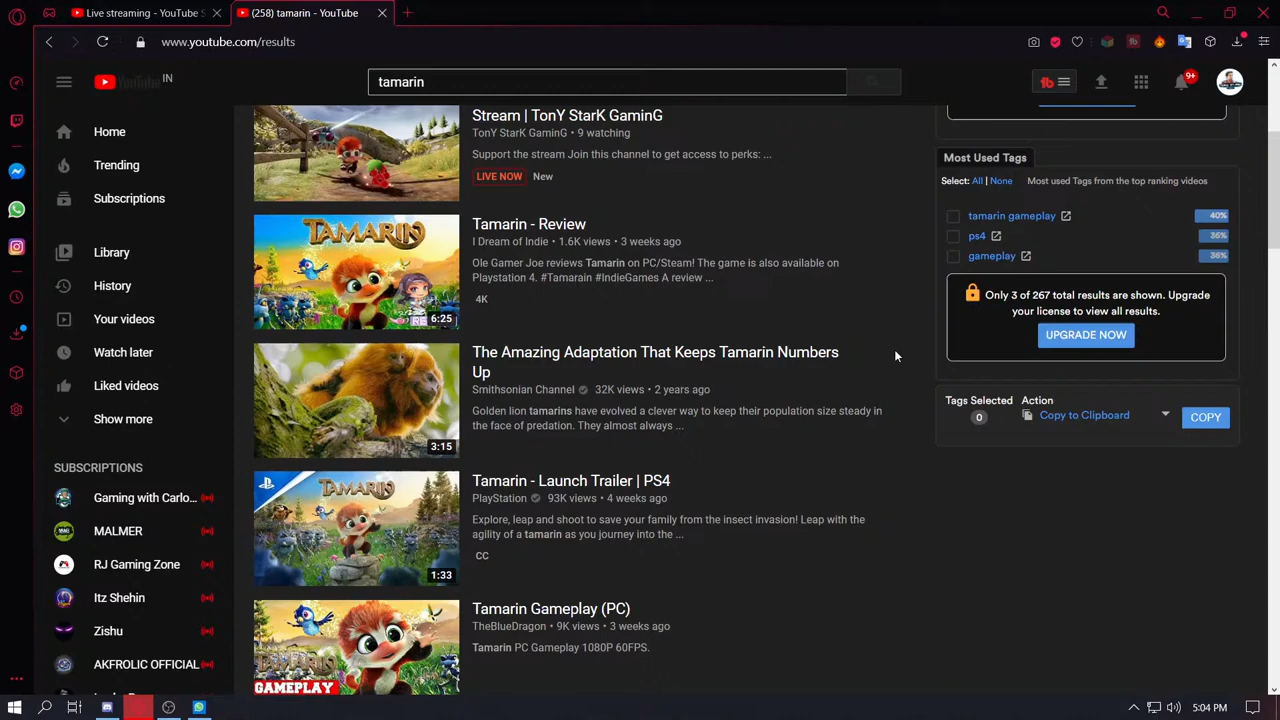 Live streaming - YouTube S
(258) tamarin - YouTube
www.youtube.com/results
YouTube IN
tamarin
9+
Home
Trending
Subscriptions
Library
History
Your videos
Watch later
Liked videos
Show more
SUBSCRIPTIONS
Gaming with Carlo...
MALMER
RJ Gaming Zone
Itz Shehin
Zishu
AKFROLIC OFFICIAL
Stream | TonY StarK GaminG
TonY StarK GaminG • 9 watching
Support the stream Join this channel to get access to perks: ...
LIVE NOW New
TAMARIN
6:25
Tamarin - Review
I Dream of Indie • 1.6K views • 3 weeks ago
Ole Gamer Joe reviews Tamarin on PC/Steam! The game is also available on
Playstation 4. #Tamarain #IndieGames A review ...
4K
3:15
The Amazing Adaptation That Keeps Tamarin Numbers
Up
Smithsonian Channel 32K views • 2 years ago
Golden lion tamarins have evolved a clever way to keep their population size steady in
the face of predation. They almost always ...
TAMARIN
1:33
Tamarin - Launch Trailer | PS4
PlayStation 93K views • 4 weeks ago
Explore, leap and shoot to save your family from the insect invasion! Leap with the
agility of a tamarin as you journey into the ...
CC
TAMARIN
GAMEPLAY
Tamarin Gameplay (PC)
TheBlueDragon • 9K views • 3 weeks ago
Tamarin PC Gameplay 1080P 60FPS.
Most Used Tags
Select: All | None Most used Tags from the top ranking videos
tamarin gameplay 40%
ps4 36%
gameplay 36%
Only 3 of 267 total results are shown. Upgrade
your license to view all results.
UPGRADE NOW
Tags Selected Action
0 Copy to Clipboard COPY
5:04 PM